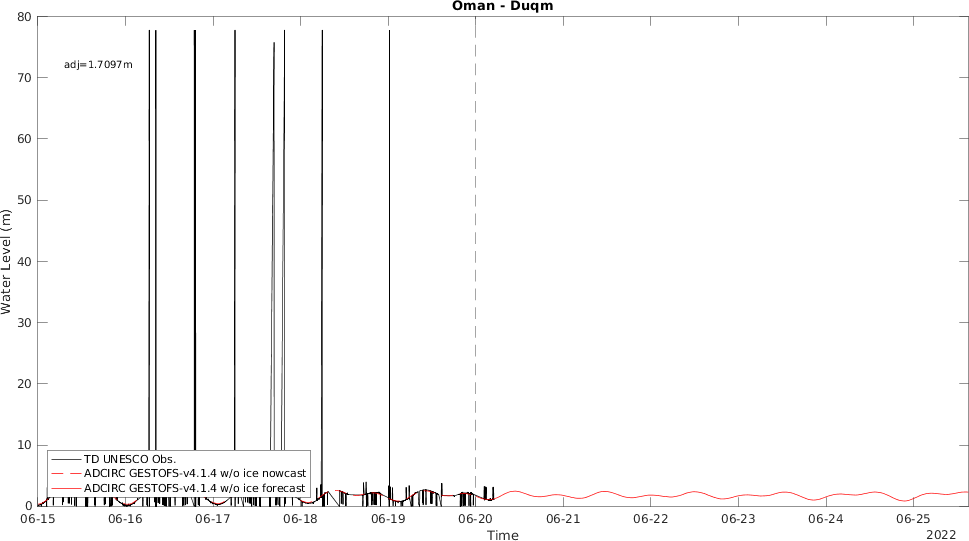 Oman - Duqm
80
70
60
50
40
30
20
10
0
Water Level (m)
adj=1.7097m
TD UNESCO Obs.
ADCIRC GESTOFS-v4.1.4 w/o ice nowcast
ADCIRC GESTOFS-v4.1.4 w/o ice forecast
06-15 06-16 06-17 06-18 06-19 06-20 06-21 06-22 06-23 06-24 06-25
2022
Time